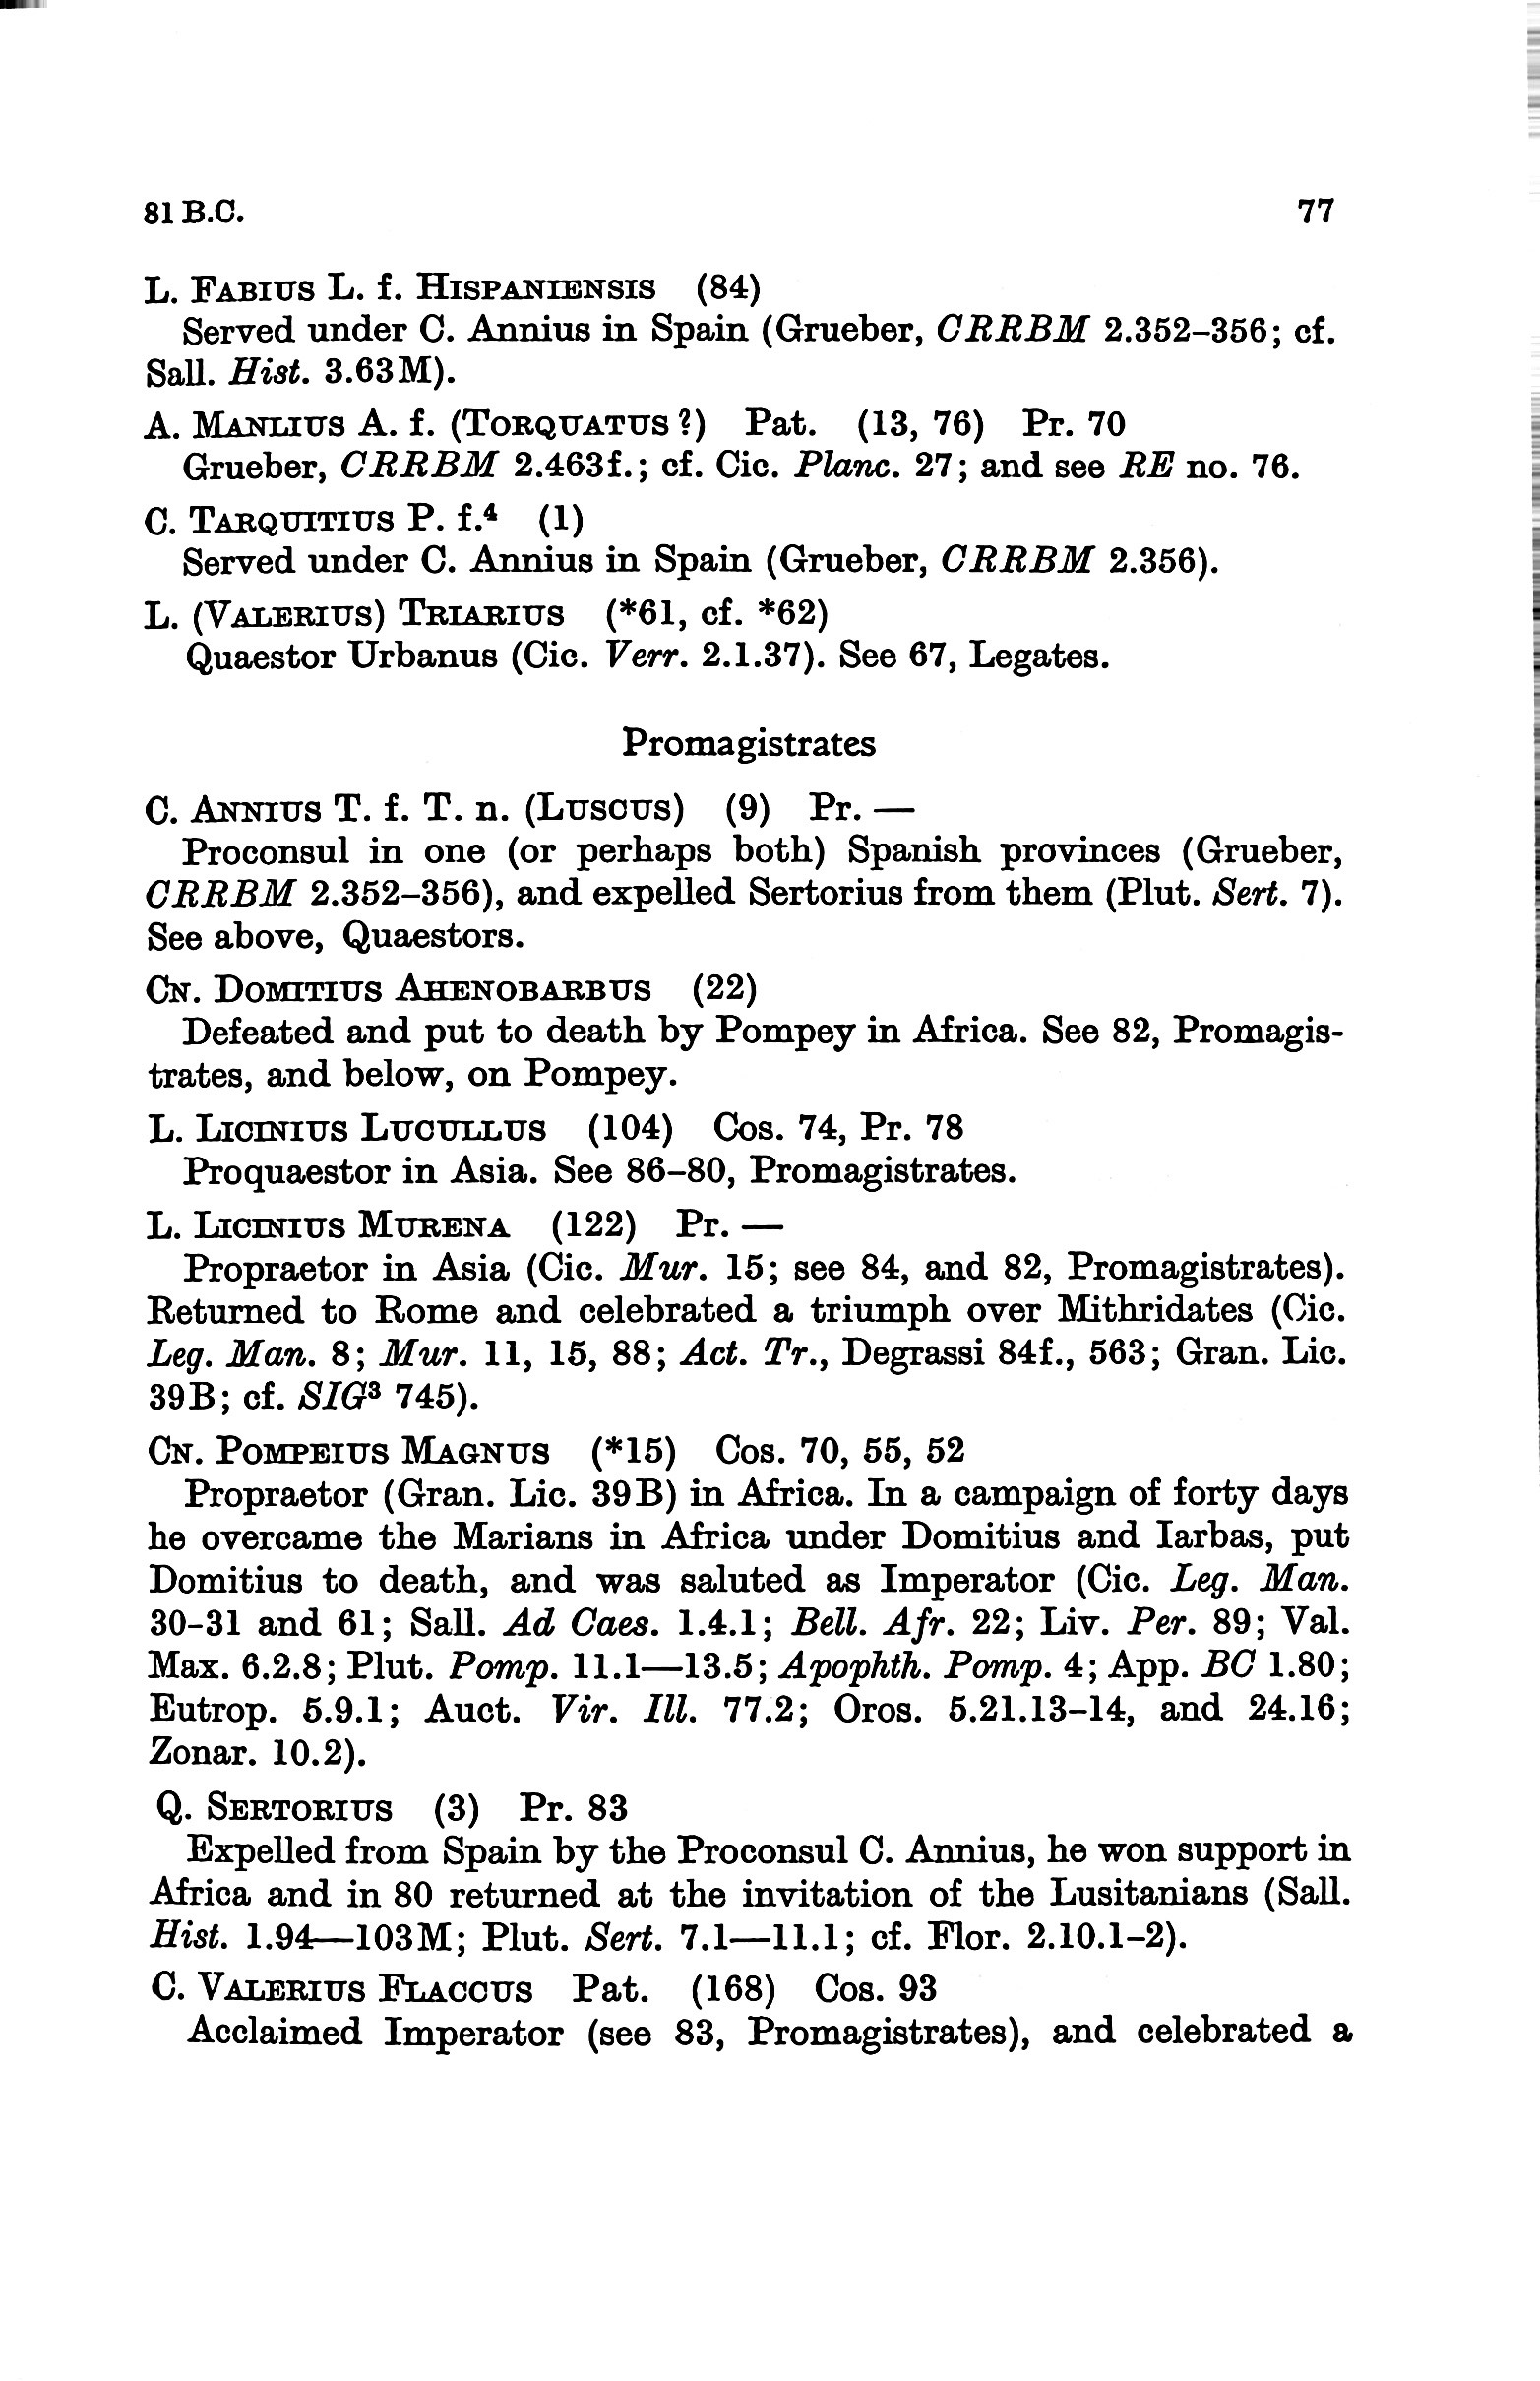 81 B.C. 77
L. FABIUS L. f. HISPANIENSIS (84)
Served under C. Annius in Spain (Grueber, CRRBM 2.352–356; cf.
Sall. Hist. 3.63M).
A. MANLIUS A. f. (TORQUATUS?) Pat. (13, 76) Pr. 70
Grueber, CRRBM 2.463f.; cf. Cic. Planc. 27; and see RE no. 76.
C. TARQUITIUS P. f.⁴ (1)
Served under C. Annius in Spain (Grueber, CRRBM 2.356).
L. (VALERIUS) TRIARIUS (*61, cf. *62)
Quaestor Urbanus (Cic. Verr. 2.1.37). See 67, Legates.
Promagistrates
C. ANNIUS T. f. T. n. (LUSCUS) (9) Pr. —
Proconsul in one (or perhaps both) Spanish provinces (Grueber,
CRRBM 2.352–356), and expelled Sertorius from them (Plut. Sert. 7).
See above, Quaestors.
CN. DOMITIUS AHENOBARBUS (22)
Defeated and put to death by Pompey in Africa. See 82, Promagis-
trates, and below, on Pompey.
L. LICINIUS LUCULLUS (104) Cos. 74, Pr. 78
Proquaestor in Asia. See 86–80, Promagistrates.
L. LICINIUS MURENA (122) Pr. —
Propraetor in Asia (Cic. Mur. 15; see 84, and 82, Promagistrates).
Returned to Rome and celebrated a triumph over Mithridates (Cic.
Leg. Man. 8; Mur. 11, 15, 88; Act. Tr., Degrassi 84f., 563; Gran. Lic.
39B; cf. SIG³ 745).
CN. POMPEIUS MAGNUS (*15) Cos. 70, 55, 52
Propraetor (Gran. Lic. 39B) in Africa. In a campaign of forty days
he overcame the Marians in Africa under Domitius and Iarbas, put
Domitius to death, and was saluted as Imperator (Cic. Leg. Man.
30–31 and 61; Sall. Ad Caes. 1.4.1; Bell. Afr. 22; Liv. Per. 89; Val.
Max. 6.2.8; Plut. Pomp. 11.1—13.5; Apophth. Pomp. 4; App. BC 1.80;
Eutrop. 5.9.1; Auct. Vir. Ill. 77.2; Oros. 5.21.13–14, and 24.16;
Zonar. 10.2).
Q. SERTORIUS (3) Pr. 83
Expelled from Spain by the Proconsul C. Annius, he won support in
Africa and in 80 returned at the invitation of the Lusitanians (Sall.
Hist. 1.94—103M; Plut. Sert. 7.1—11.1; cf. Flor. 2.10.1–2).
C. VALERIUS FLACCUS Pat. (168) Cos. 93
Acclaimed Imperator (see 83, Promagistrates), and celebrated a